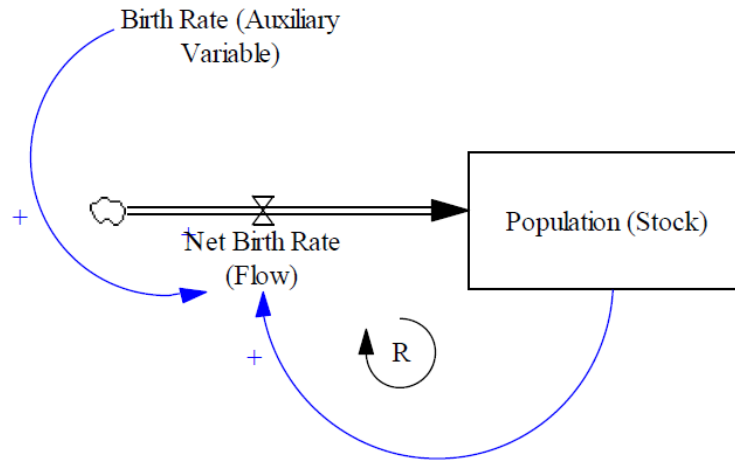 Birth Rate (Auxiliary
Variable)
+
+
Population (Stock)
Net Birth Rate
(Flow)
+
R